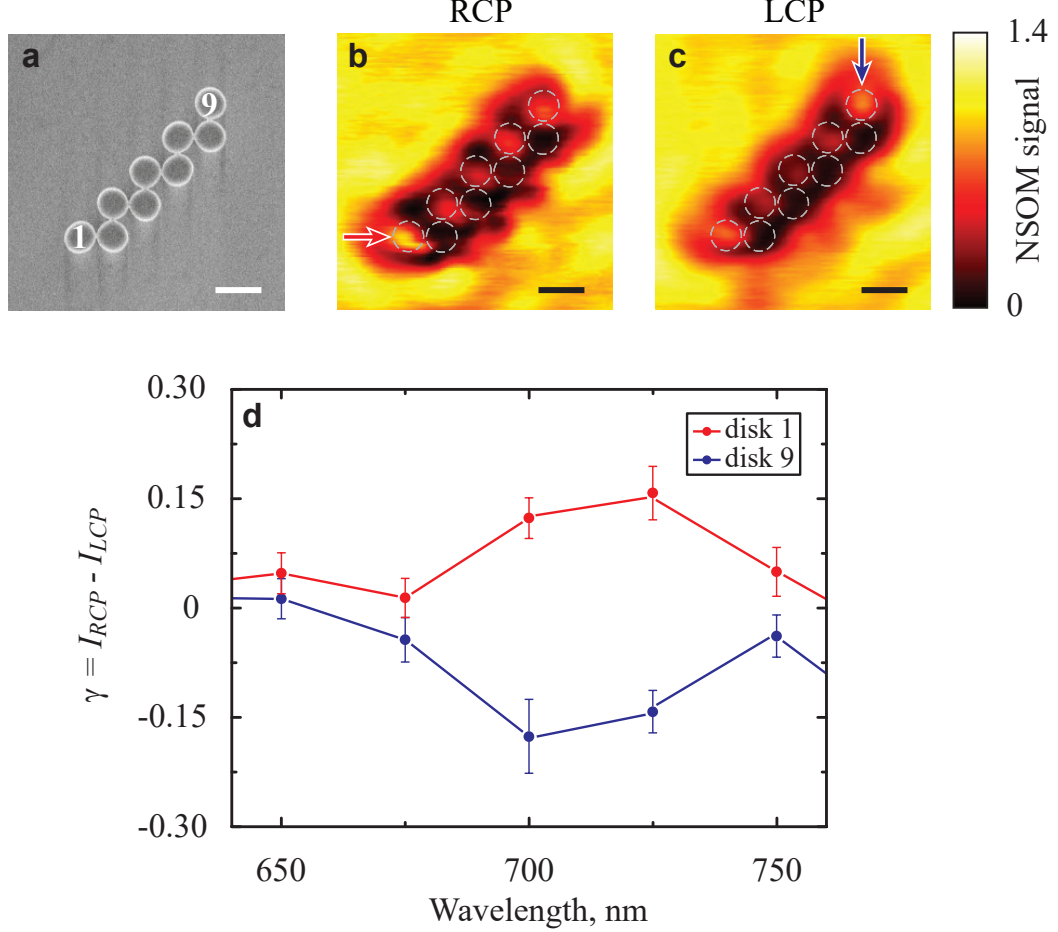 RCP
LCP
a
b
c
1
9
1.4
NSOM signal
0
d
disk 1
disk 9
0.30
0.15
0
-0.15
-0.30
γ = I_RCP - I_LCP
650
700
750
Wavelength, nm